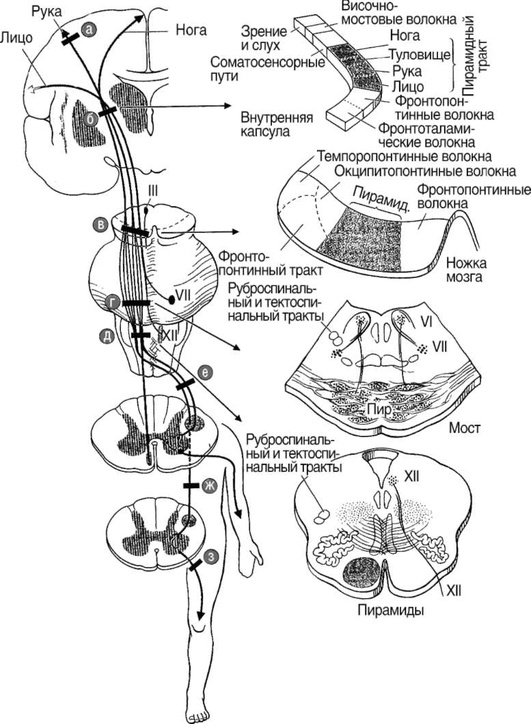 Рука
а
Нога
Лицо
б
Внутренняя
капсула
Височно-
мостовые волокна
Зрение
и слух
Соматосенсорные
пути
Нога
Туловище
Рука
Лицо
Пирамидный
тракт
Фронтопон-
тинные волокна
Фронтоталами-
ческие волокна
Темпоропонтинные волокна
Окципитопонтинные волокна
Пирамид.
Фронтопонтинные
волокна
Ножка
мозга
III
в
Фронто-
понтинный тракт
VII
г
д
XII
е
Руброспиналь-
ный и тектоспи-
нальный тракты
VI
VII
Пир.
Мост
Руброспиналь-
ный и тектоспи-
нальный тракты
XII
XII
Пирамиды
ж
з